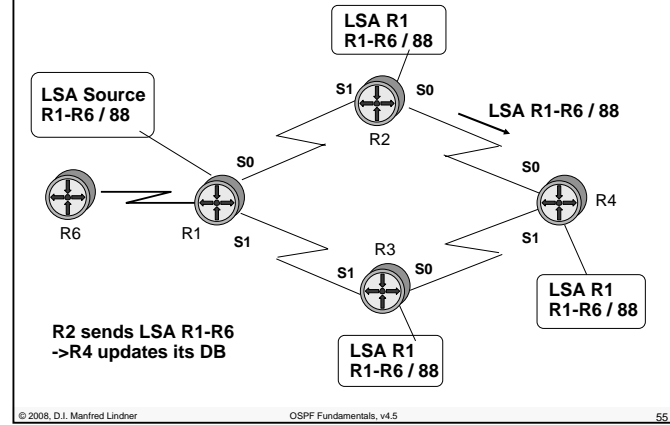 LSA R1
R1-R6 / 88
LSA Source
R1-R6 / 88
S1
S0
LSA R1-R6 / 88
R2
S0
S0
R6
R1
R4
S1
R3
S1
S1
S0
LSA R1
R1-R6 / 88
R2 sends LSA R1-R6
->R4 updates its DB
LSA R1
R1-R6 / 88
© 2008, D.I. Manfred Lindner
OSPF Fundamentals, v4.5
55